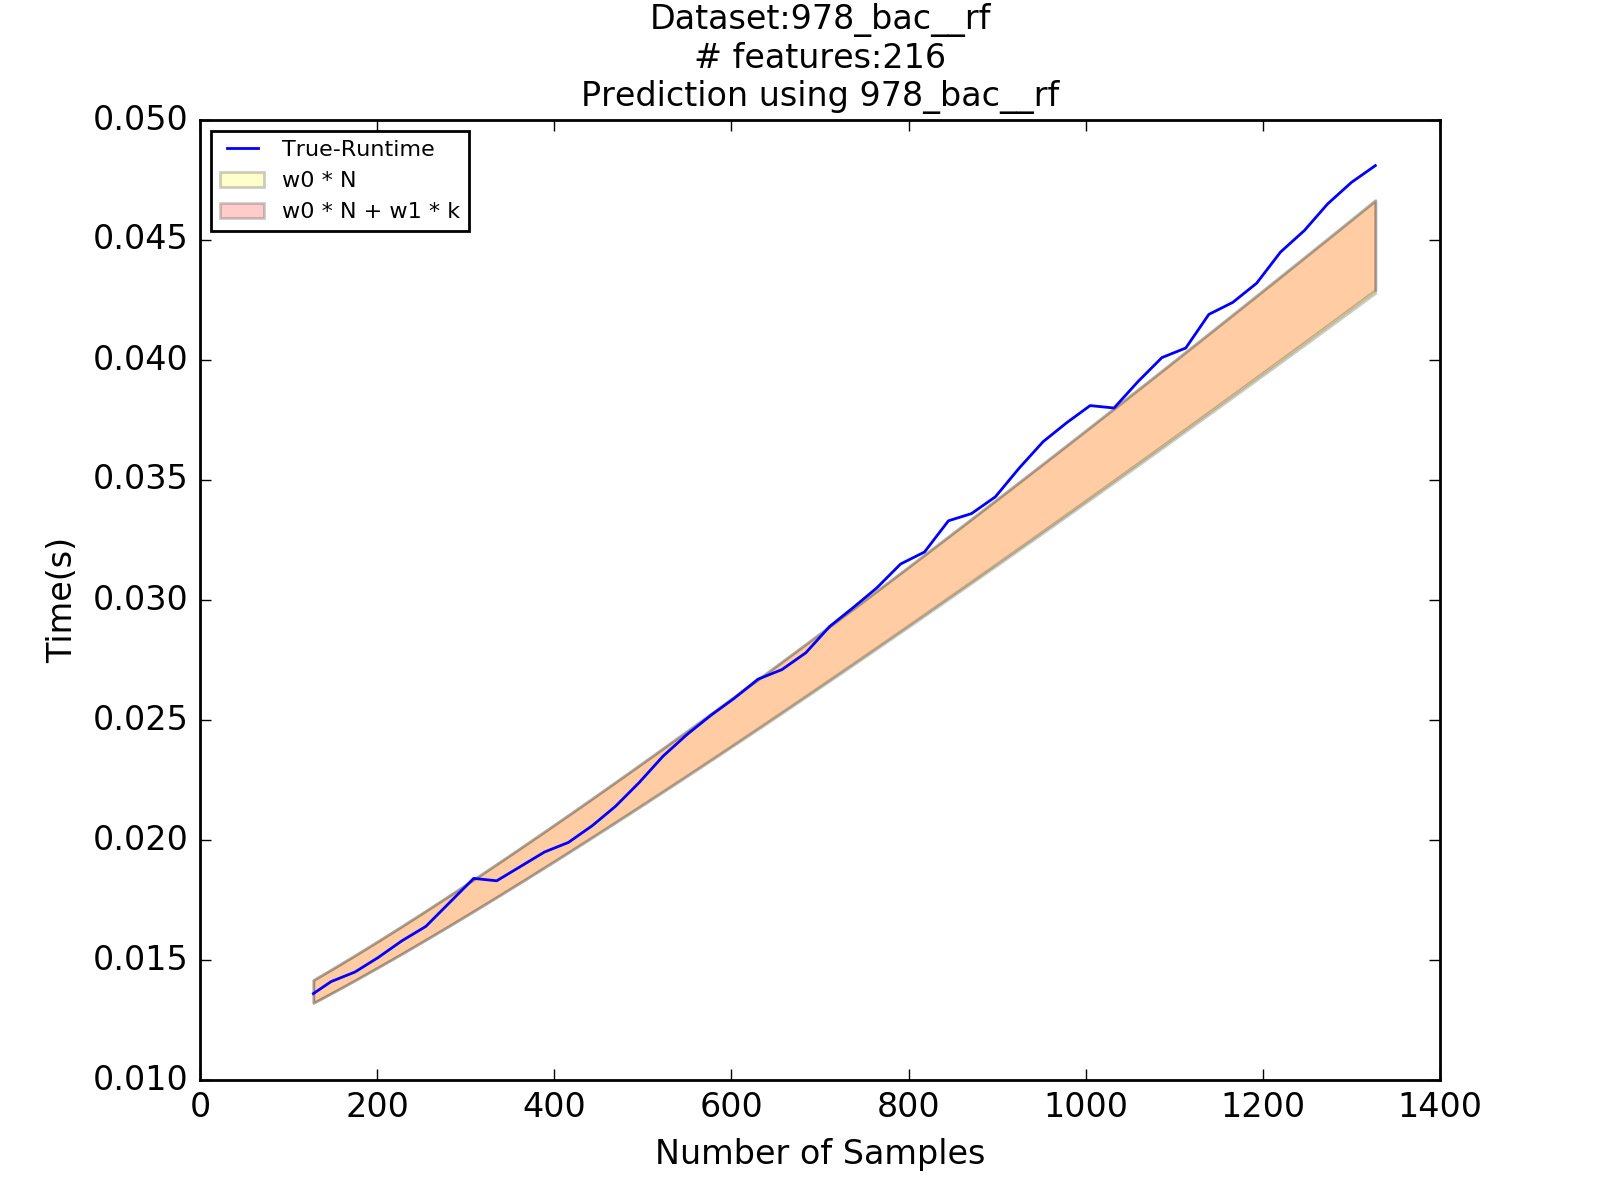 Dataset:978_bac__rf
# features:216
Prediction using 978_bac__rf
0.050
0.045
0.040
0.035
0.030
0.025
0.020
0.015
0.010
Time(s)
True-Runtime
w0 * N
w0 * N + w1 * k
0 200 400 600 800 1000 1200 1400
Number of Samples